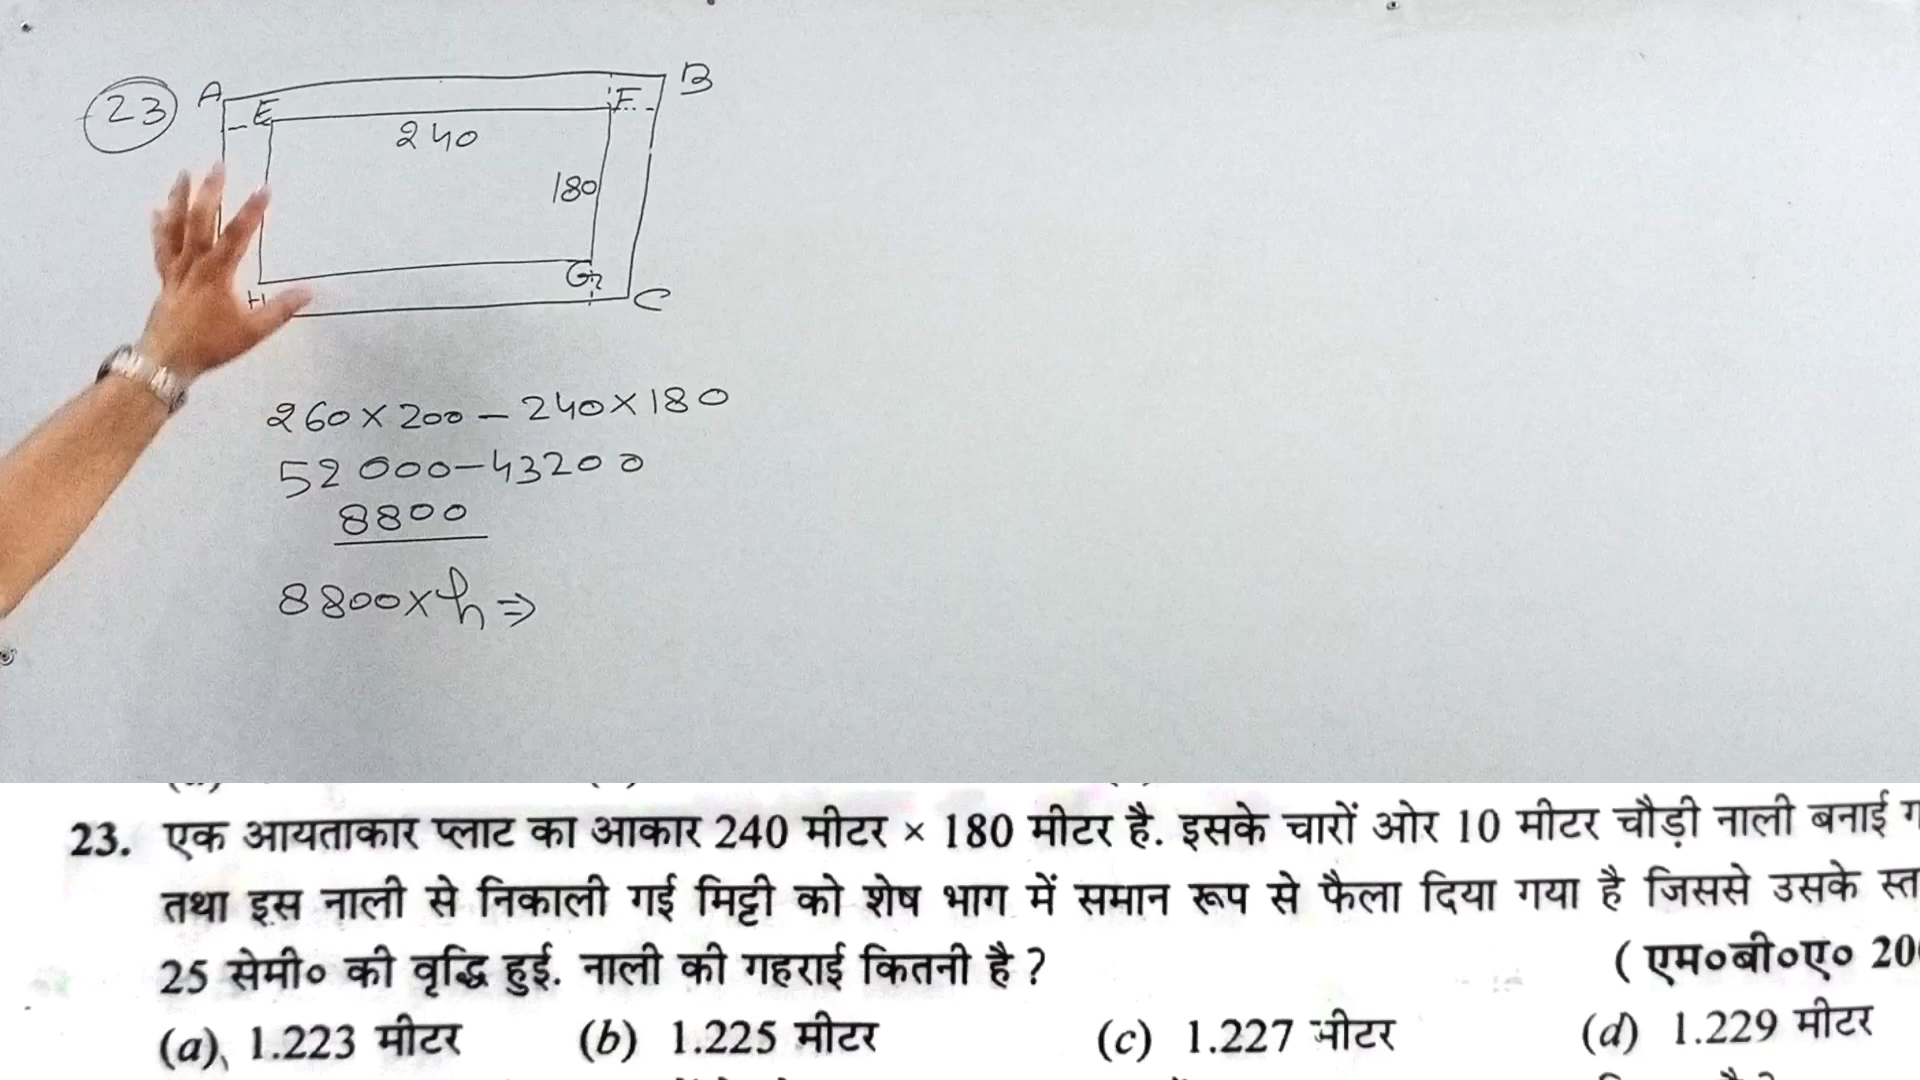 23
A
B
E
F
240
180
G
H
C
260 × 200 – 240 × 180
52000 – 43200
8800
8800 × h ⇒
23. एक आयताकार प्लाट का आकार 240 मीटर × 180 मीटर है. इसके चारों ओर 10 मीटर चौड़ी नाली बनाई
तथा इस नाली से निकाली गई मिट्टी को शेष भाग में समान रूप से फैला दिया गया है जिससे उसके
25 सेमी० की वृद्धि हुई. नाली की गहराई कितनी है ?
( एम०बी०ए०
(a) 1.223 मीटर (b) 1.225 मीटर (c) 1.227 मीटर (d) 1.229 मीटर